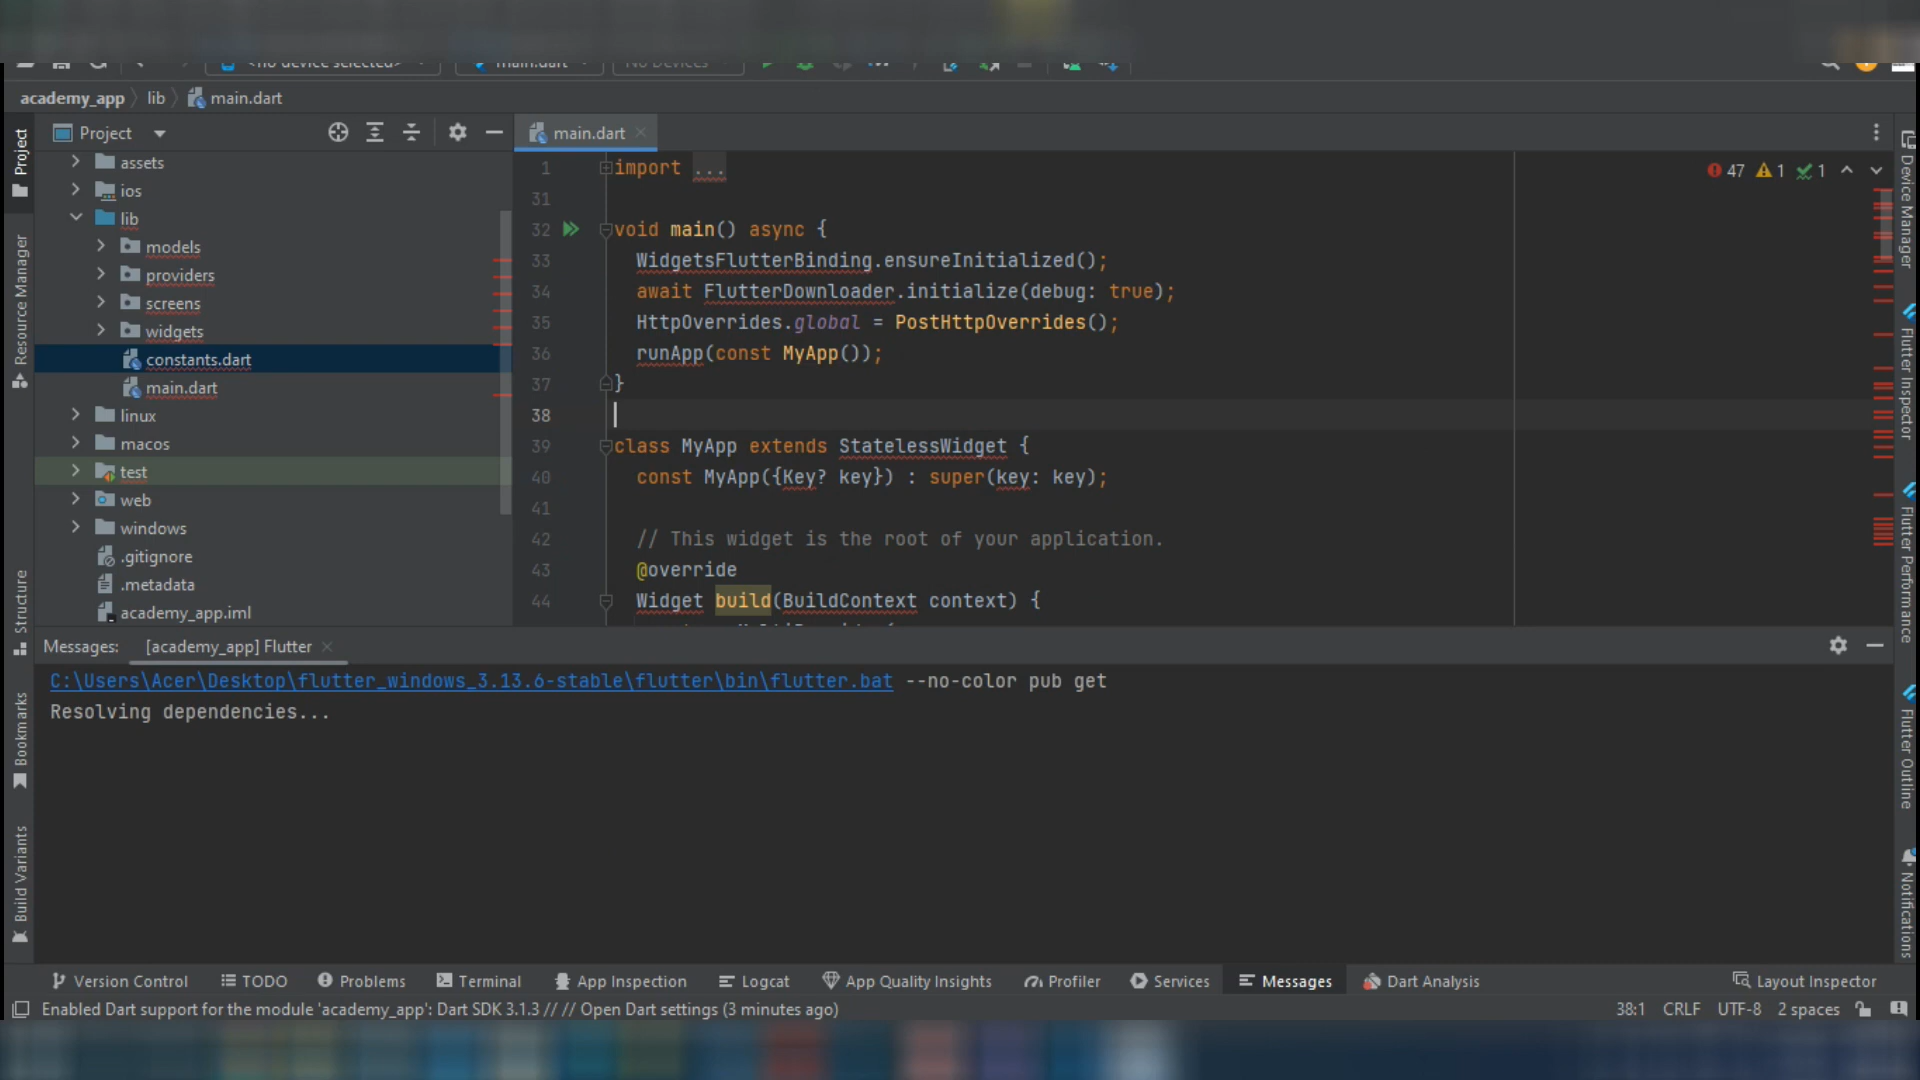 <no device selected>
main.dart
No Devices
academy_app
lib
main.dart
Project
main.dart
assets
ios
lib
models
providers
screens
widgets
constants.dart
main.dart
linux
macos
test
web
windows
.gitignore
.metadata
academy_app.iml
47
1
1
1 import ...
31
32 void main() async {
33 WidgetsFlutterBinding.ensureInitialized();
34 await FlutterDownloader.initialize(debug: true);
35 HttpOverrides.global = PostHttpOverrides();
36 runApp(const MyApp());
37 }
38
39 class MyApp extends StatelessWidget {
40 const MyApp({Key? key}) : super(key: key);
41
42 // This widget is the root of your application.
43 @override
44 Widget build(BuildContext context) {
Project
Resource Manager
Structure
Bookmarks
Build Variants
Device Manager
Flutter Inspector
Flutter Performance
Flutter Outline
Notifications
Messages: [academy_app] Flutter
C:\Users\Acer\Desktop\flutter_windows_3.13.6-stable\flutter\bin\flutter.bat --no-color pub get
Resolving dependencies...
Version Control
TODO
Problems
Terminal
App Inspection
Logcat
App Quality Insights
Profiler
Services
Messages
Dart Analysis
Layout Inspector
Enabled Dart support for the module 'academy_app': Dart SDK 3.1.3 // // Open Dart settings (3 minutes ago)
38:1 CRLF UTF-8 2 spaces